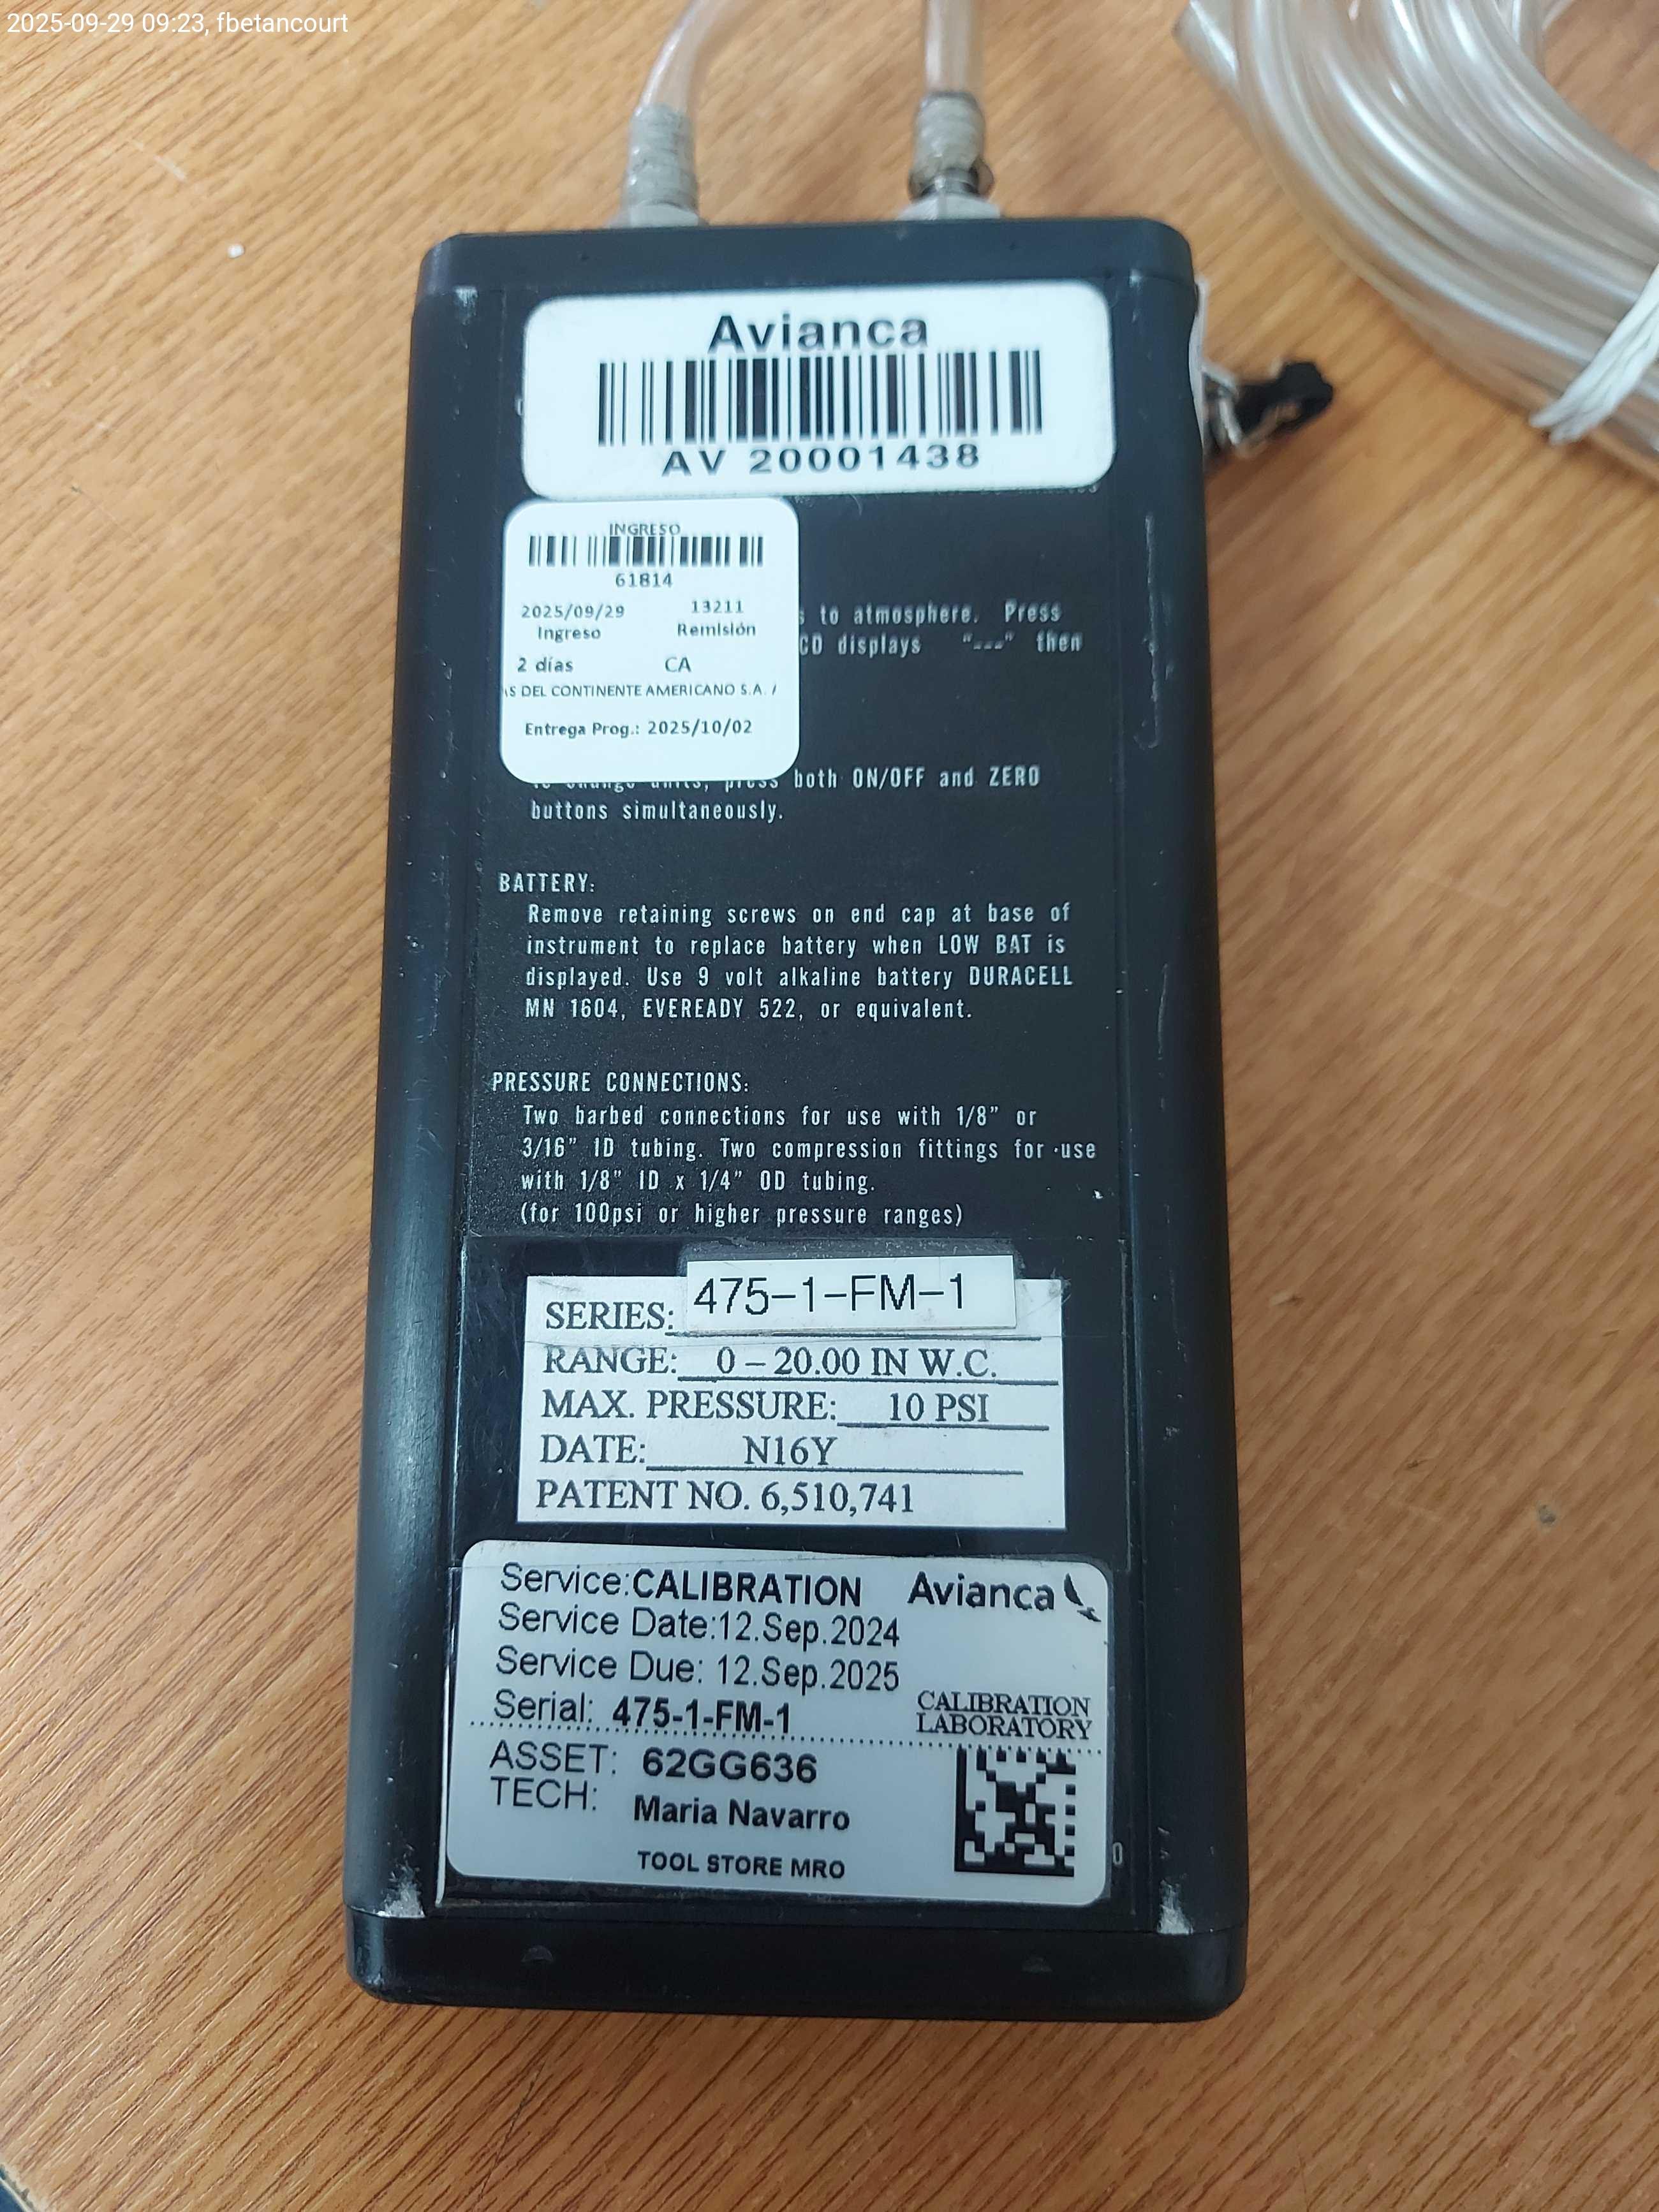 2025-09-29 09:23, fbetancourt
Avianca
AV 20001438
INGRESO
61814
2025/09/29 13211
Ingreso Remisión
2 días CA
DEL CONTINENTE AMERICANO S.A.
Entrega Prog.: 2025/10/02
to atmosphere. Press
displays "---" then
press both ON/OFF and ZERO
buttons simultaneously.
BATTERY:
Remove retaining screws on end cap at base of
instrument to replace battery when LOW BAT is
displayed. Use 9 volt alkaline battery DURACELL
MN 1604, EVEREADY 522, or equivalent.
PRESSURE CONNECTIONS:
Two barbed connections for use with 1/8" or
3/16" ID tubing. Two compression fittings for use
with 1/8" ID x 1/4" OD tubing.
(for 100psi or higher pressure ranges)
SERIES: 475-1-FM-1
RANGE: 0 – 20.00 IN W.C.
MAX. PRESSURE: 10 PSI
DATE: N16Y
PATENT NO. 6,510,741
Service:CALIBRATION Avianca
Service Date:12.Sep.2024
Service Due: 12.Sep.2025
Serial: 475-1-FM-1
CALIBRATION
LABORATORY
ASSET: 62GG636
TECH: Maria Navarro
TOOL STORE MRO